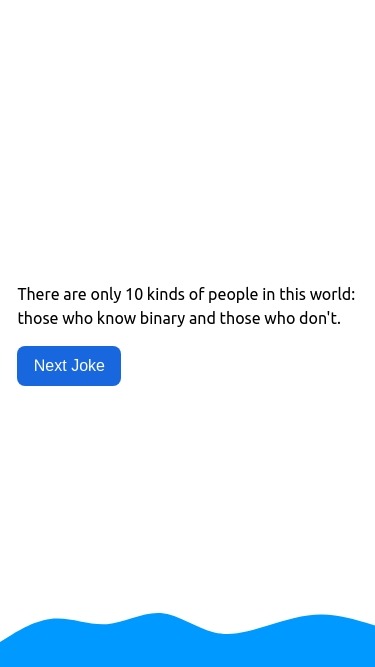 There are only 10 kinds of people in this world:
those who know binary and those who don't.
Next Joke